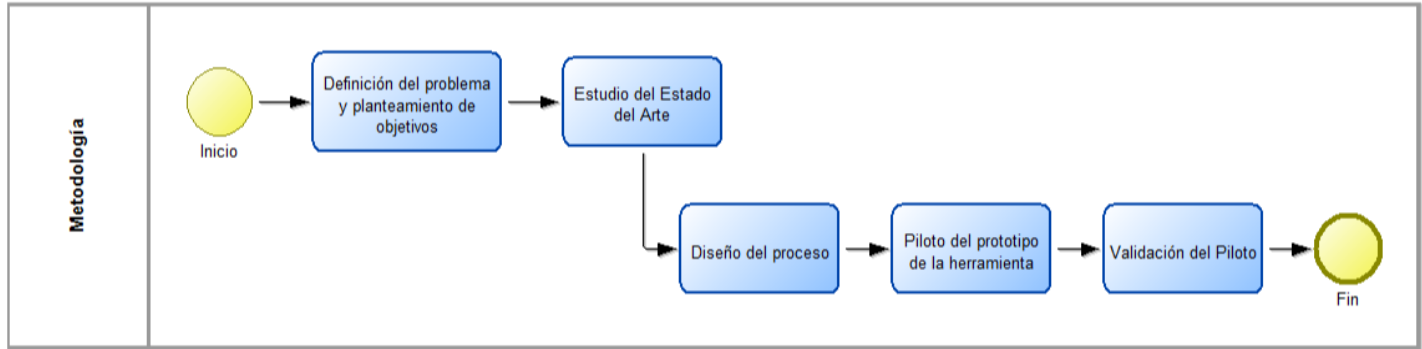 Metodología
Inicio
Definición del problema
y planteamiento de
objetivos
Estudio del Estado
del Arte
Diseño del proceso
Piloto del prototipo
de la herramienta
Validación del Piloto
Fin